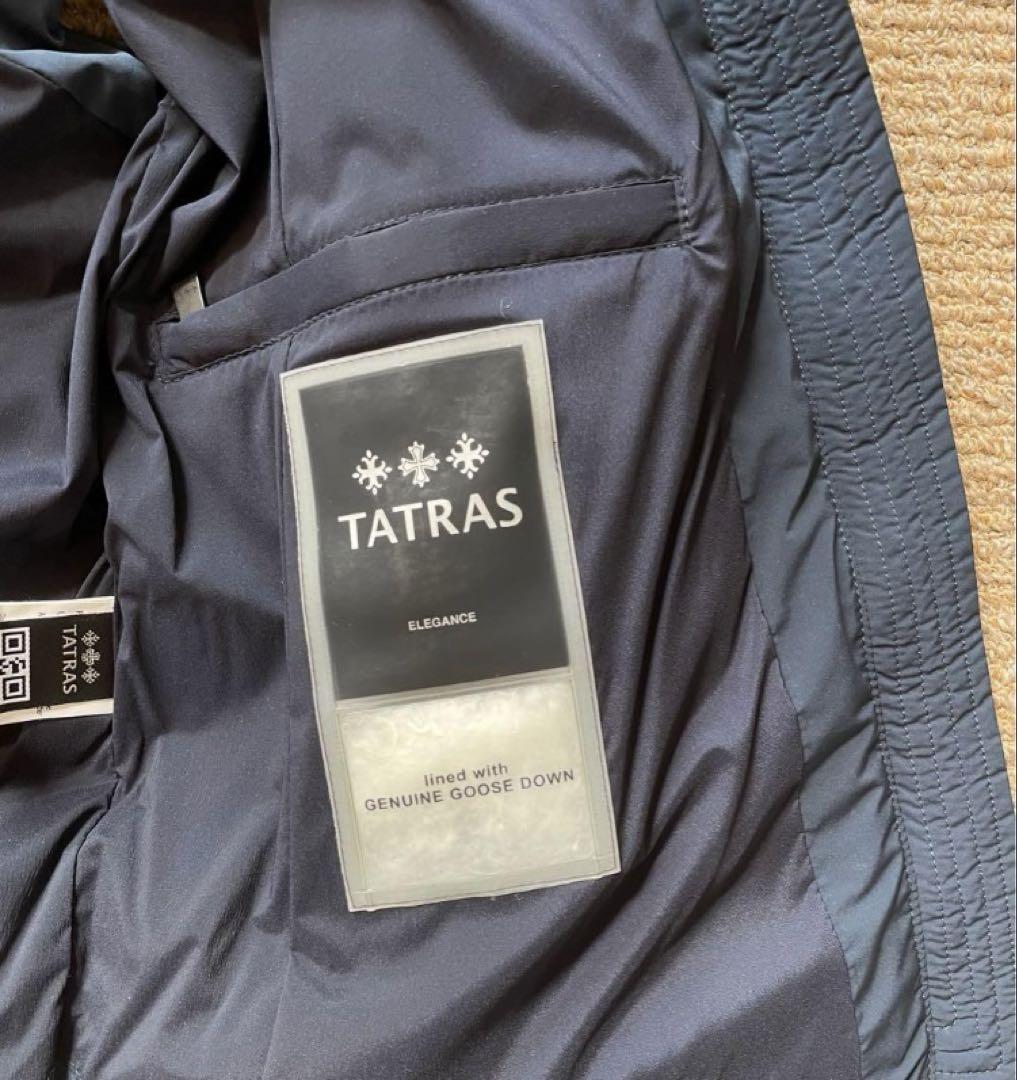 TATRAS
ELEGANCE
lined with
GENUINE GOOSE DOWN
TATRAS